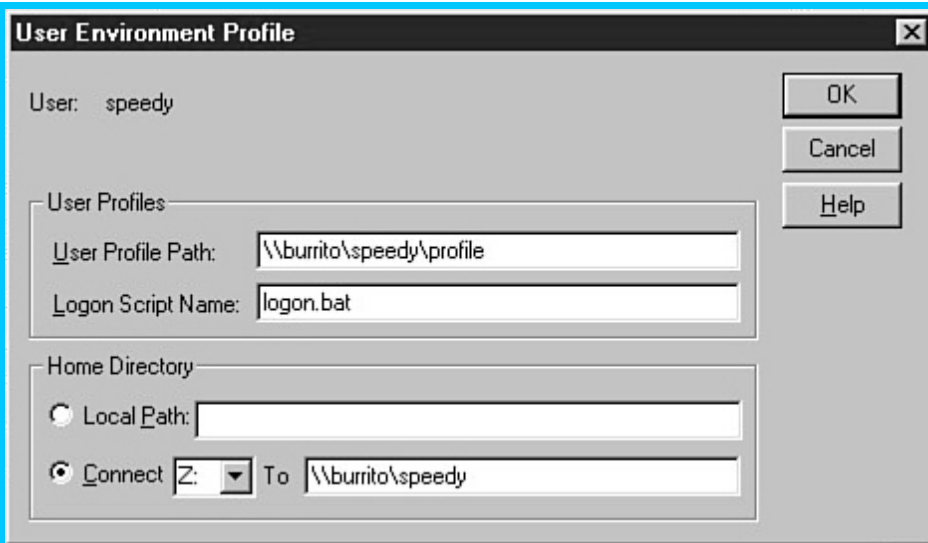 User Environment Profile
User: speedy
OK
Cancel
Help
User Profiles
User Profile Path: \\burrito\speedy\profile
Logon Script Name: logon.bat
Home Directory
Local Path:
Connect Z: To \\burrito\speedy